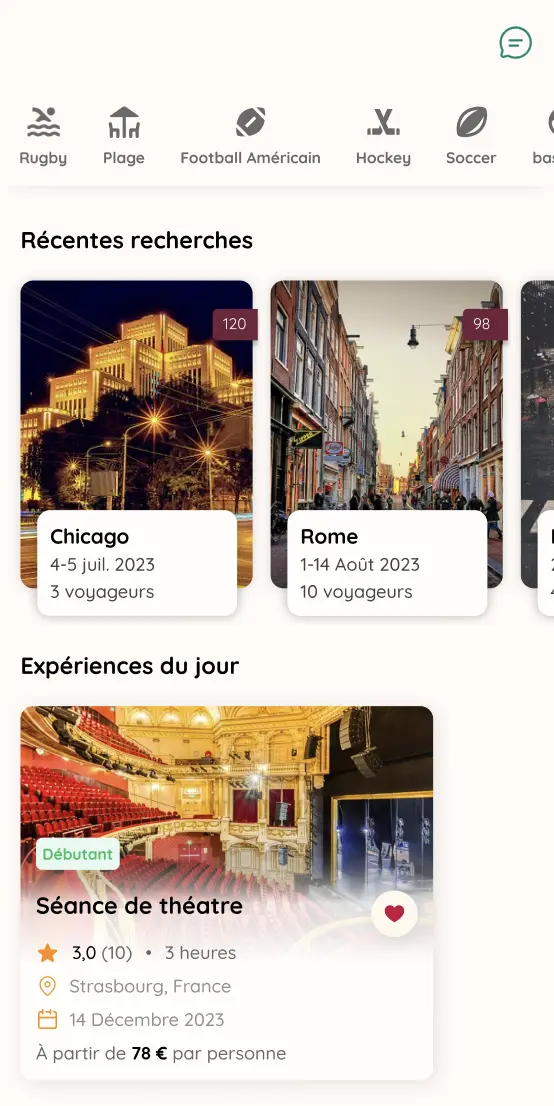 Rugby
Plage
Football Américain
Hockey
Soccer
bas
Récentes recherches
120
98
Chicago
4-5 juil. 2023
3 voyageurs
Rome
1-14 Août 2023
10 voyageurs
Expériences du jour
Débutant
Séance de théatre
3,0 (10) • 3 heures
Strasbourg, France
14 Décembre 2023
À partir de 78 € par personne